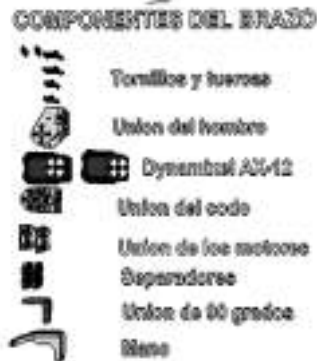 COMPONENTES DEL BRAZO
Tornillos y tuercas
Union del hombro
Dynamixel AX-12
Union del codo
Union de los motores
Separadores
Union de 90 grados
Mano